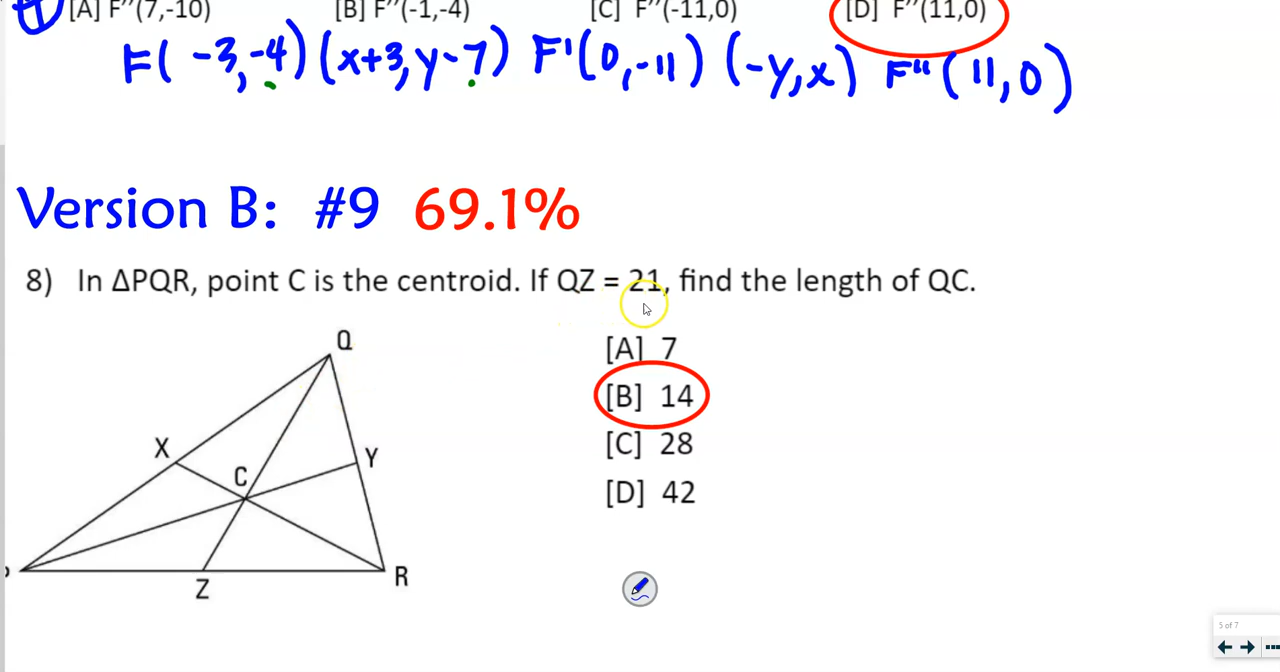 [A] F’’(7,-10) [B] F’’(-1,-4) [C] F’’(-11,0) [D] F’’(11,0)
F(-3,-4) (x+3, y-7) F'(0,-11) (-y,x) F"(11,0)
Version B: #9 69.1%
8) In ΔPQR, point C is the centroid. If QZ = 21, find the length of QC.
Q
[A] 7
[B] 14
X
[C] 28
Y
C
[D] 42
R
Z
5 of 7